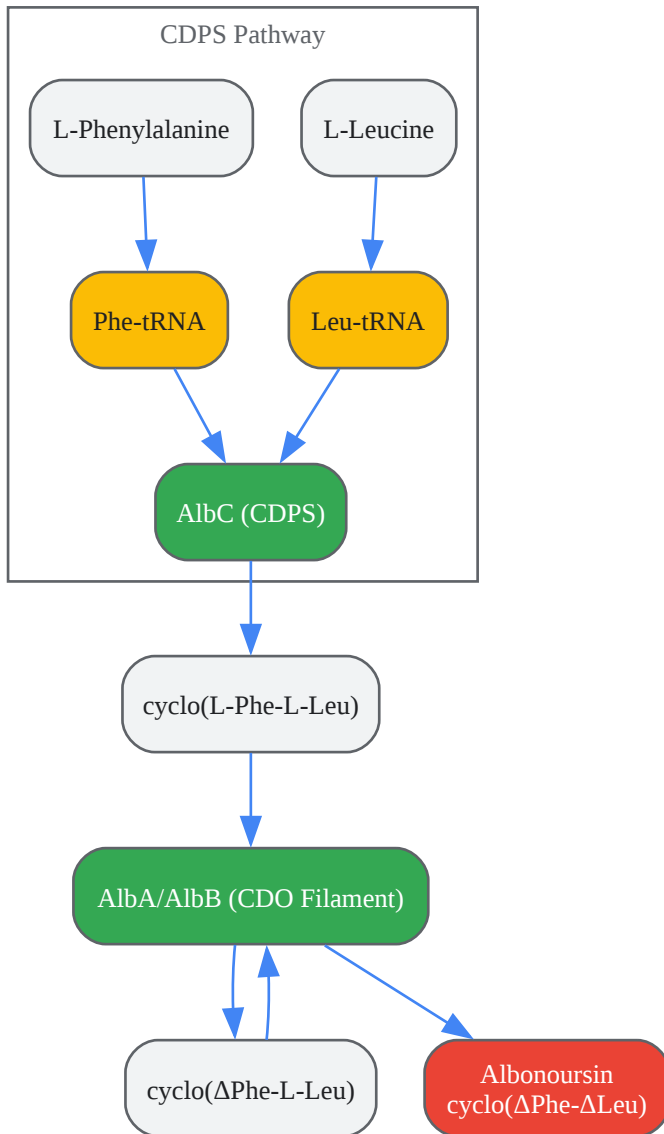 CDPS Pathway
L-Phenylalanine
L-Leucine
Phe-tRNA
Leu-tRNA
AlbC (CDPS)
cyclo(L-Phe-L-Leu)
AlbA/AlbB (CDO Filament)
cyclo(ΔPhe-L-Leu)
Albonoursin
cyclo(ΔPhe-ΔLeu)